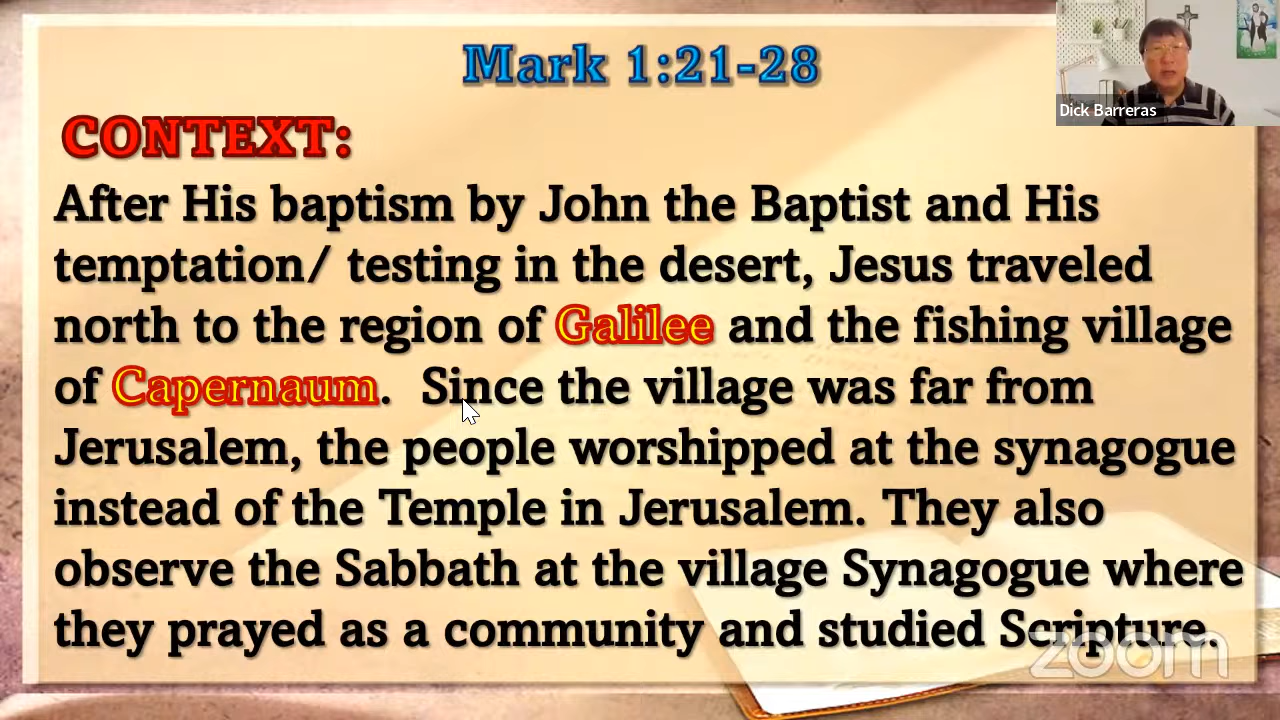 Mark 1:21-28
Dick Barreras
CONTEXT:
After His baptism by John the Baptist and His
temptation/ testing in the desert, Jesus traveled
north to the region of Galilee and the fishing village
of Capernaum.  Since the village was far from
Jerusalem, the people worshipped at the synagogue
instead of the Temple in Jerusalem. They also
observe the Sabbath at the village Synagogue where
they prayed as a community and studied Scripture.
zoom